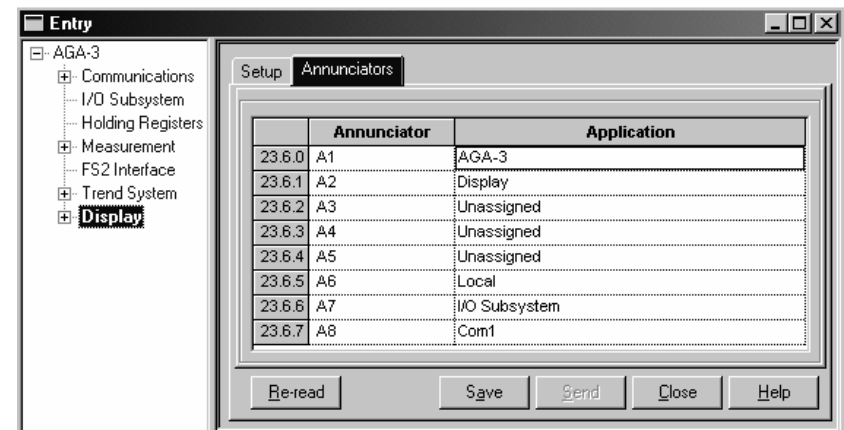 Entry
AGA-3
Communications
I/O Subsystem
Holding Registers
Measurement
FS2 Interface
Trend System
Display
Setup Annunciators
Annunciator Application
23.6.0 A1 AGA-3
23.6.1 A2 Display
23.6.2 A3 Unassigned
23.6.3 A4 Unassigned
23.6.4 A5 Unassigned
23.6.5 A6 Local
23.6.6 A7 I/O Subsystem
23.6.7 A8 Com1
Re-read Save Send Close Help